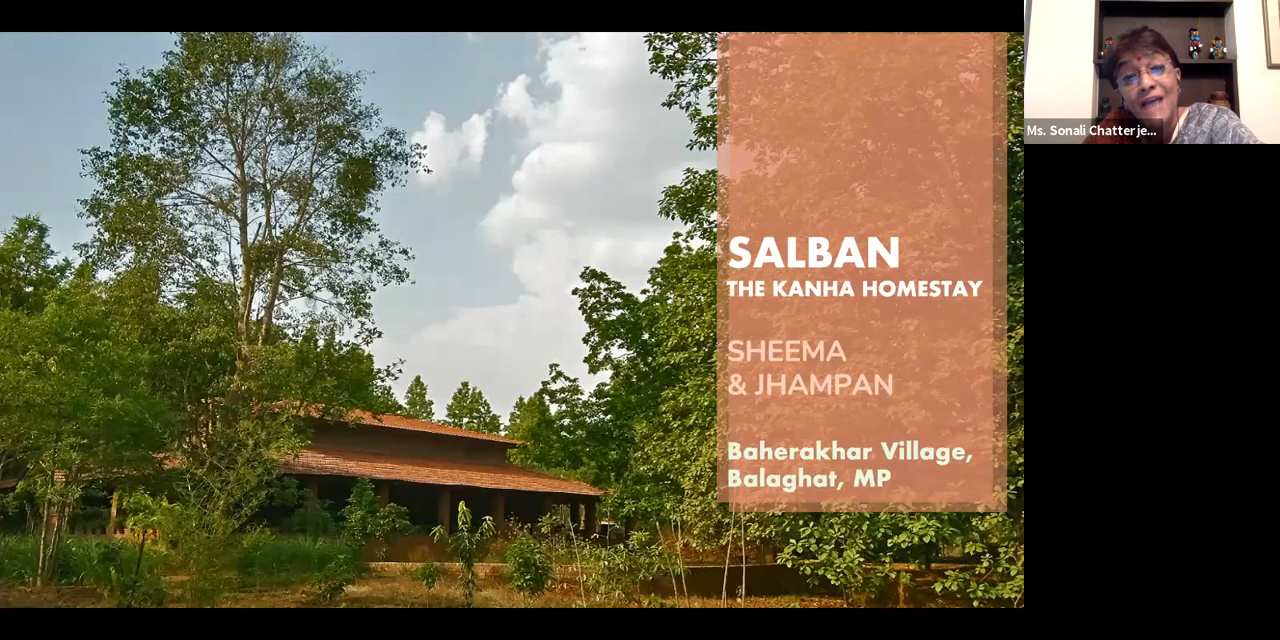 SALBAN
THE KANHA HOMESTAY
SHEEMA
& JHAMPAN
Baherakhar Village,
Balaghat, MP
Ms. Sonali Chatterje...